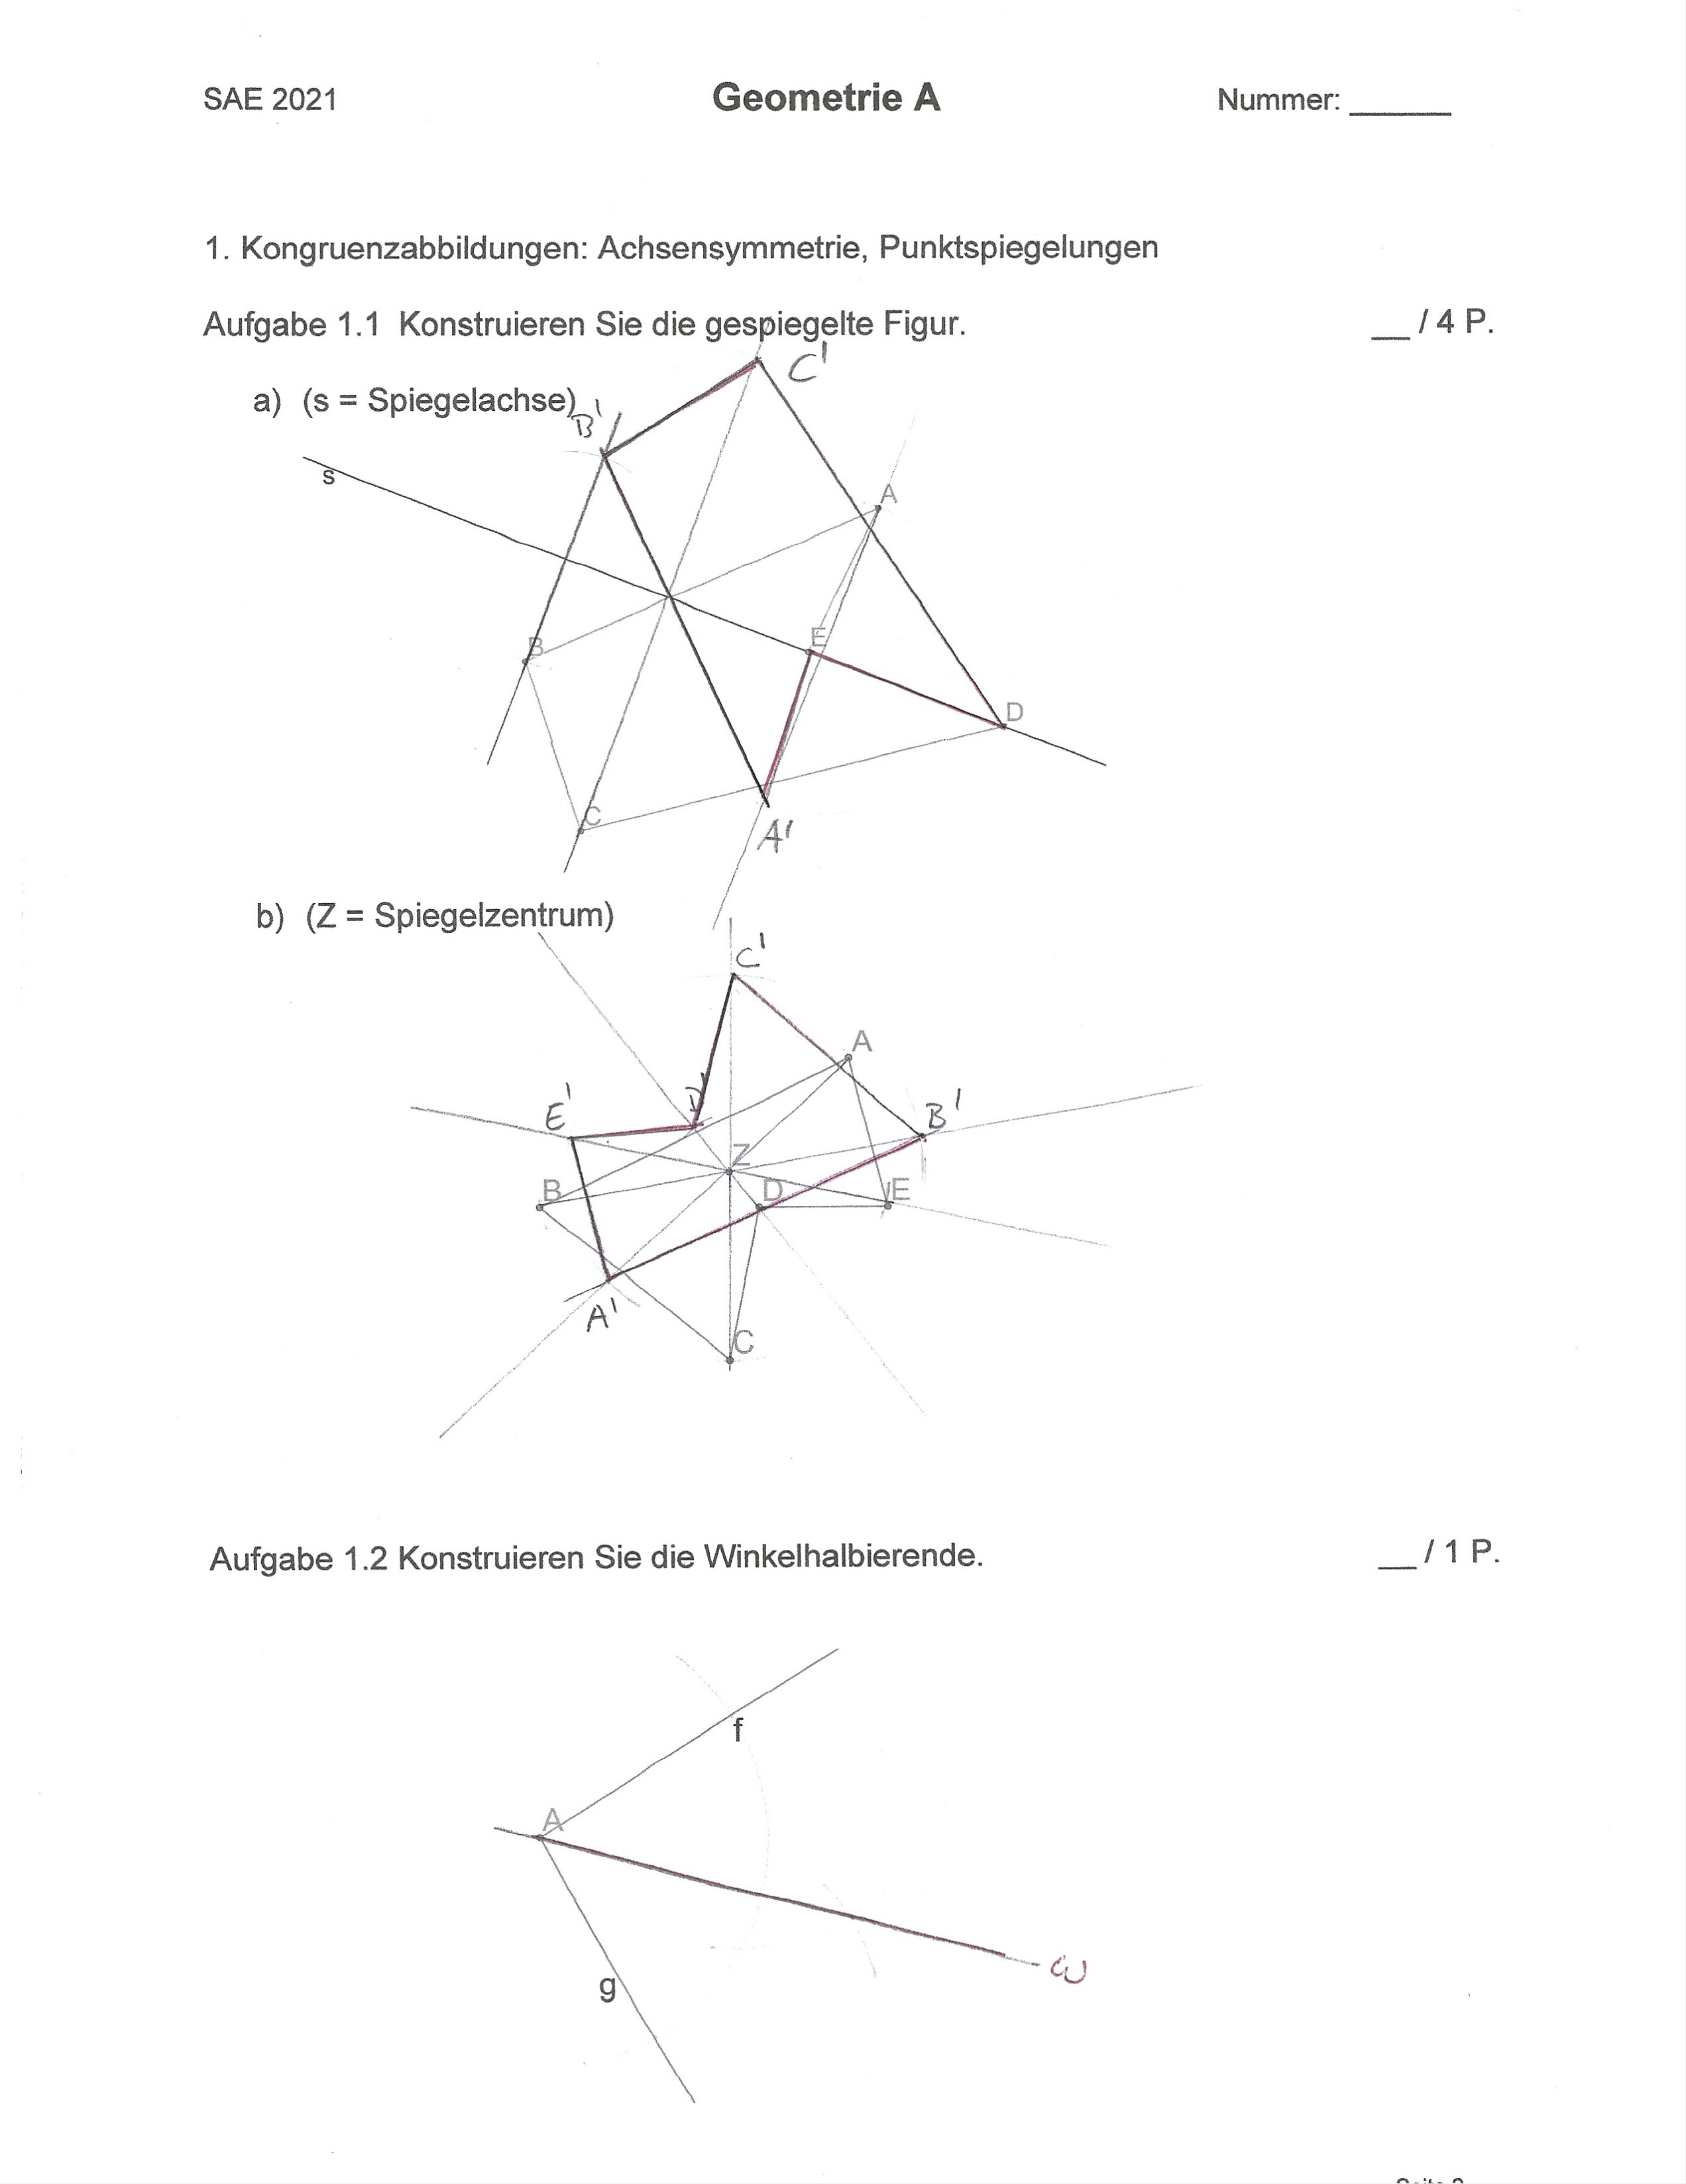 SAE 2021 Geometrie A Nummer: ______
1. Kongruenzabbildungen: Achsensymmetrie, Punktspiegelungen
Aufgabe 1.1 Konstruieren Sie die gespiegelte Figur. __ / 4 P.
C'
a) (s = Spiegelachse)
B'
s
A
E
B
D
C
A'
b) (Z = Spiegelzentrum)
C'
A
D'
E'
B'
Z
B
D
E
A'
C
Aufgabe 1.2 Konstruieren Sie die Winkelhalbierende. __ / 1 P.
f
A
ω
g